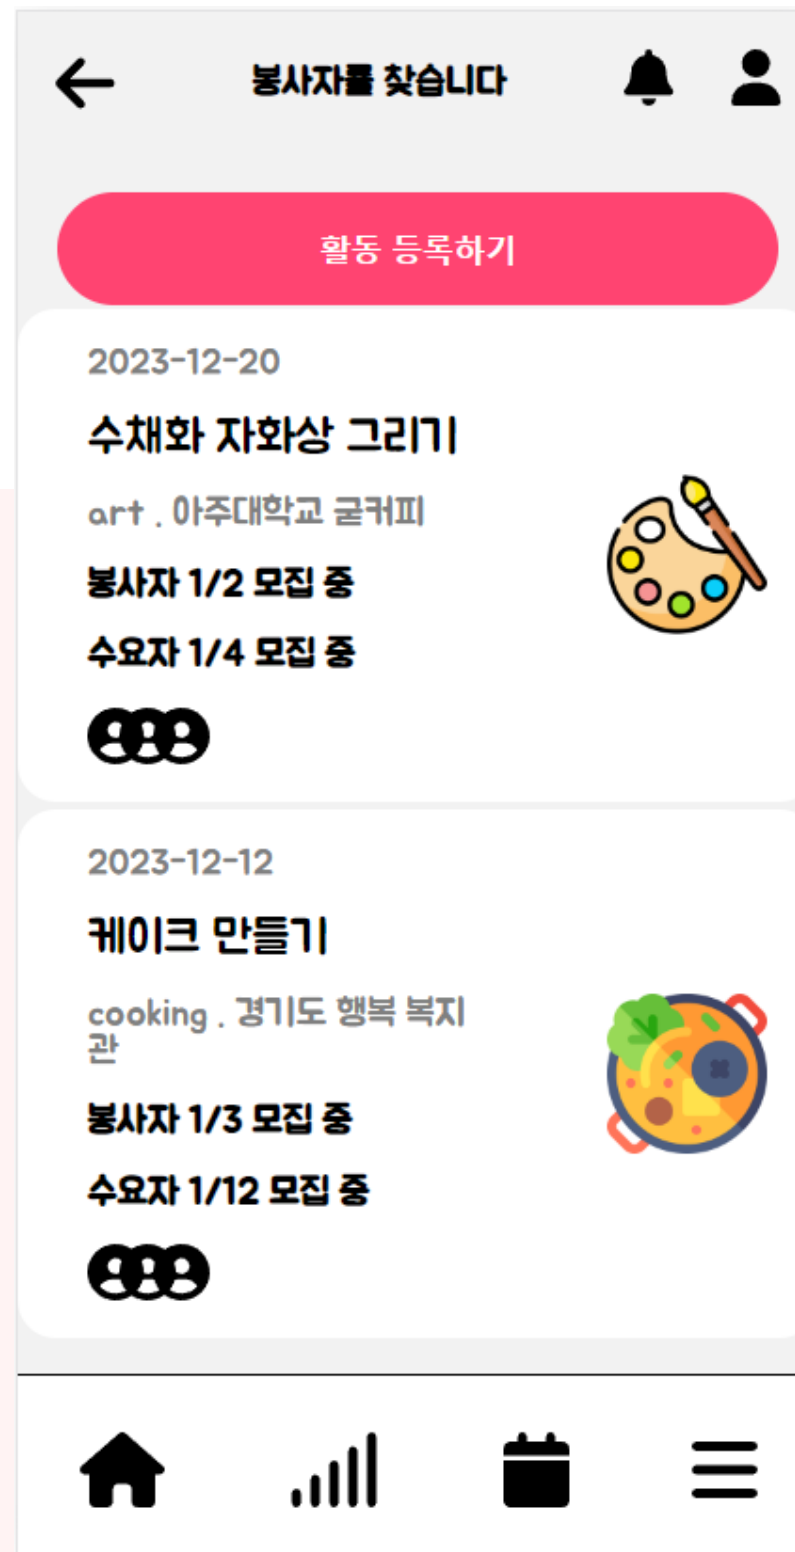 봉사자를 찾습니다
활동 등록하기
2023-12-20
수채화 자화상 그리기
art . 아주대학교 굳커피
봉사자 1/2 모집 중
수요자 1/4 모집 중
2023-12-12
케이크 만들기
cooking . 경기도 행복 복지
관
봉사자 1/3 모집 중
수요자 1/12 모집 중